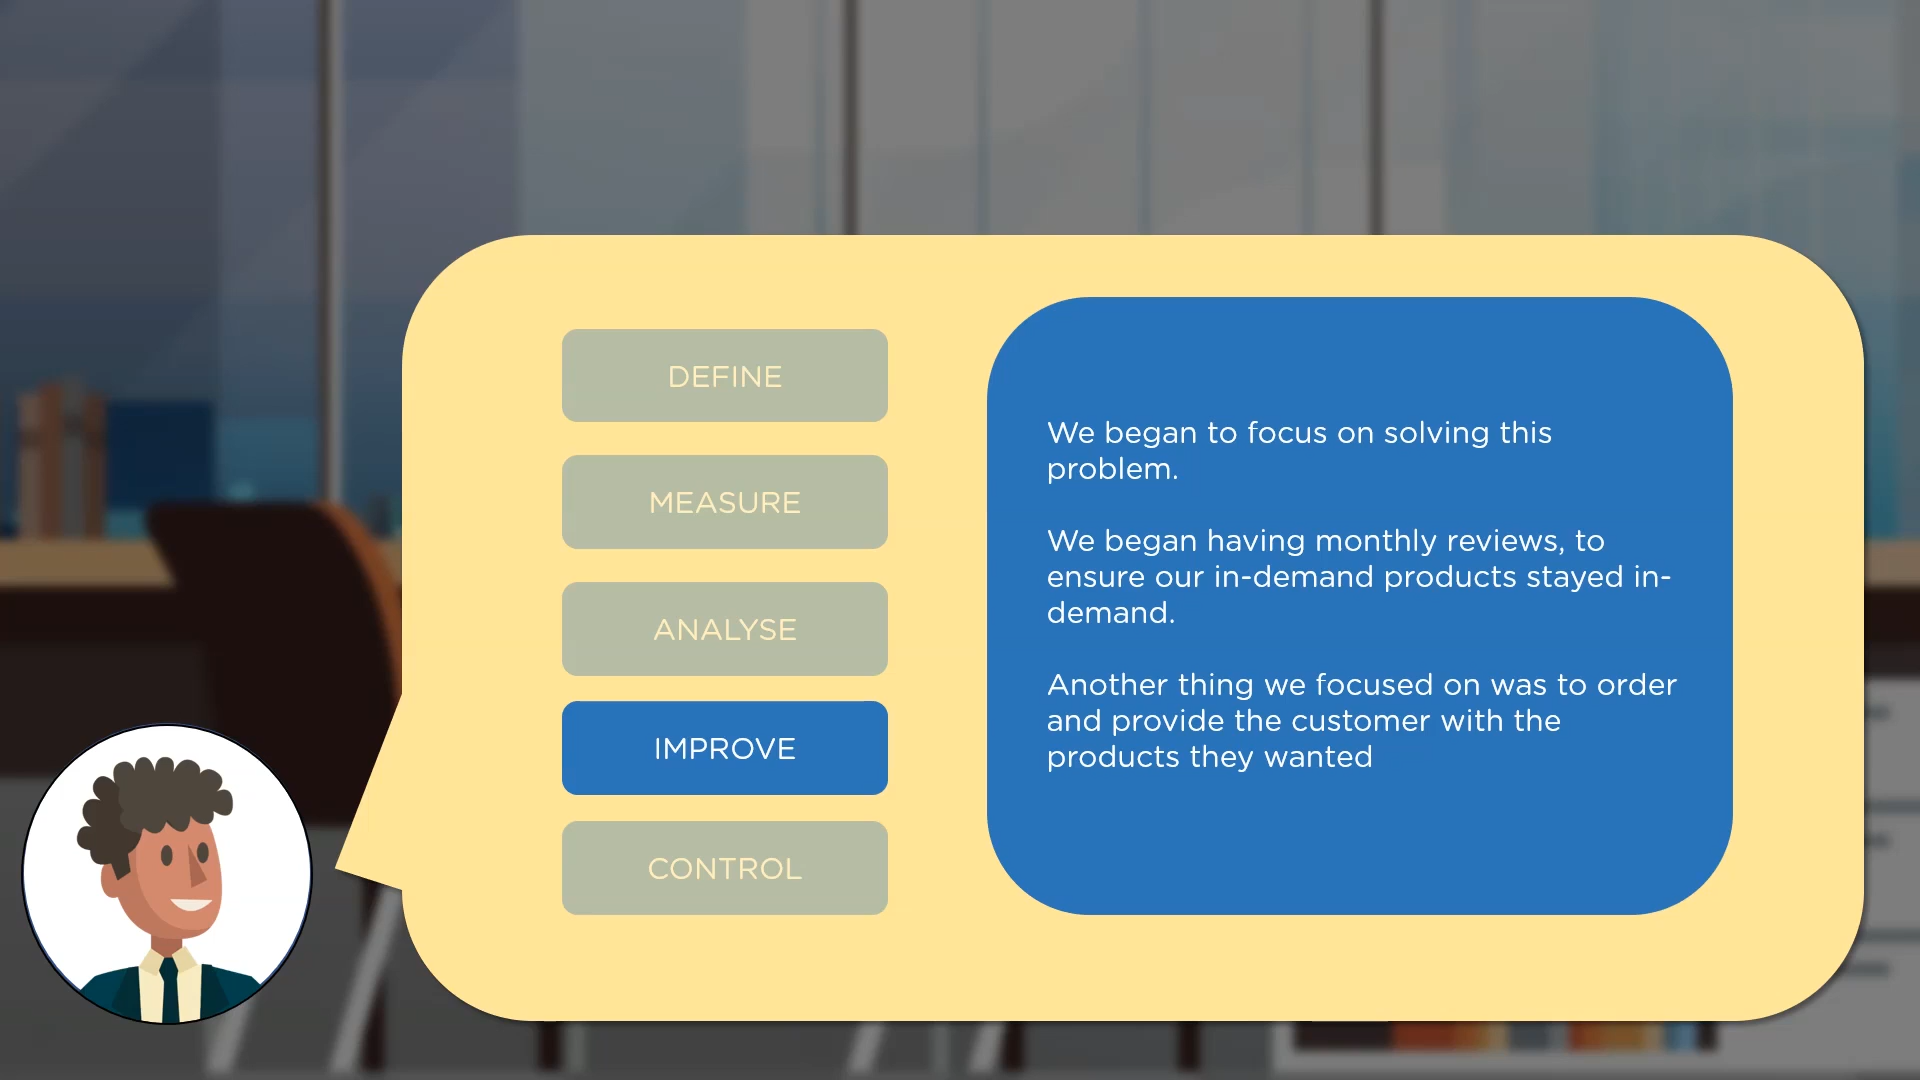 DEFINE
MEASURE
ANALYSE
IMPROVE
CONTROL
We began to focus on solving this
problem.
We began having monthly reviews, to
ensure our in-demand products stayed in-
demand.
Another thing we focused on was to order
and provide the customer with the
products they wanted